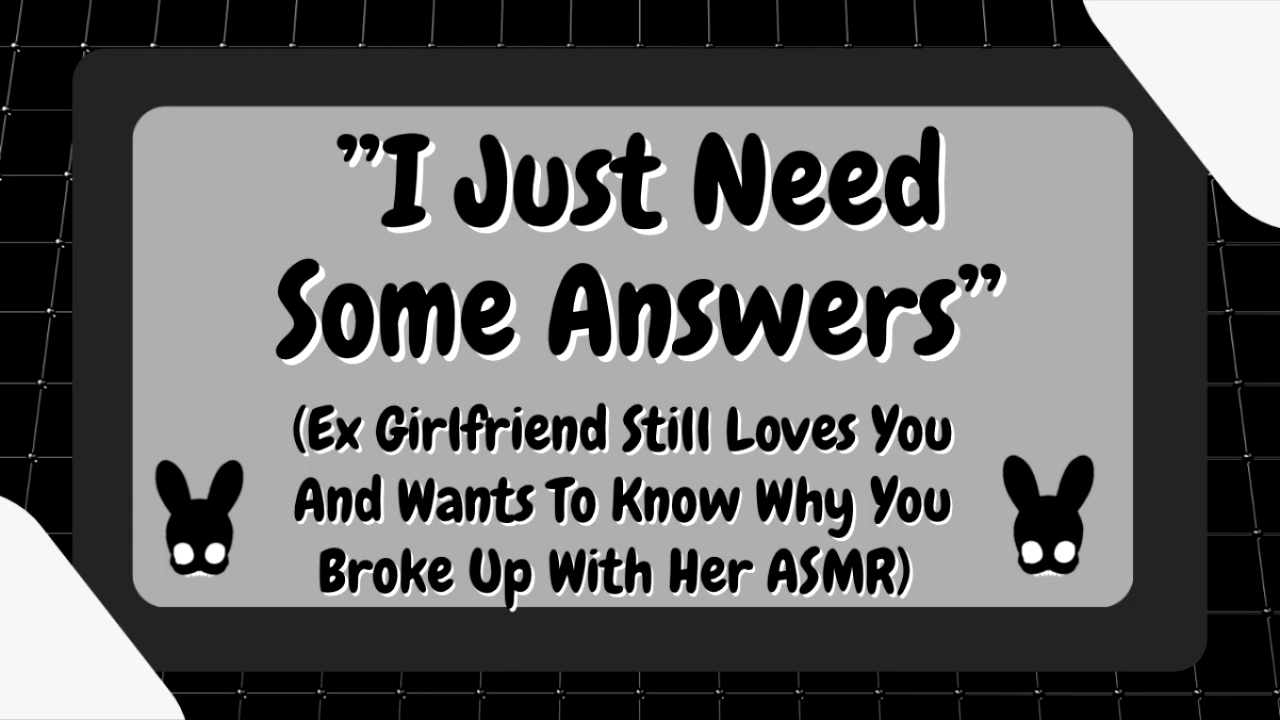 ”I Just Need
Some Answers”
(Ex Girlfriend Still Loves You
And Wants To Know Why You
Broke Up With Her ASMR)